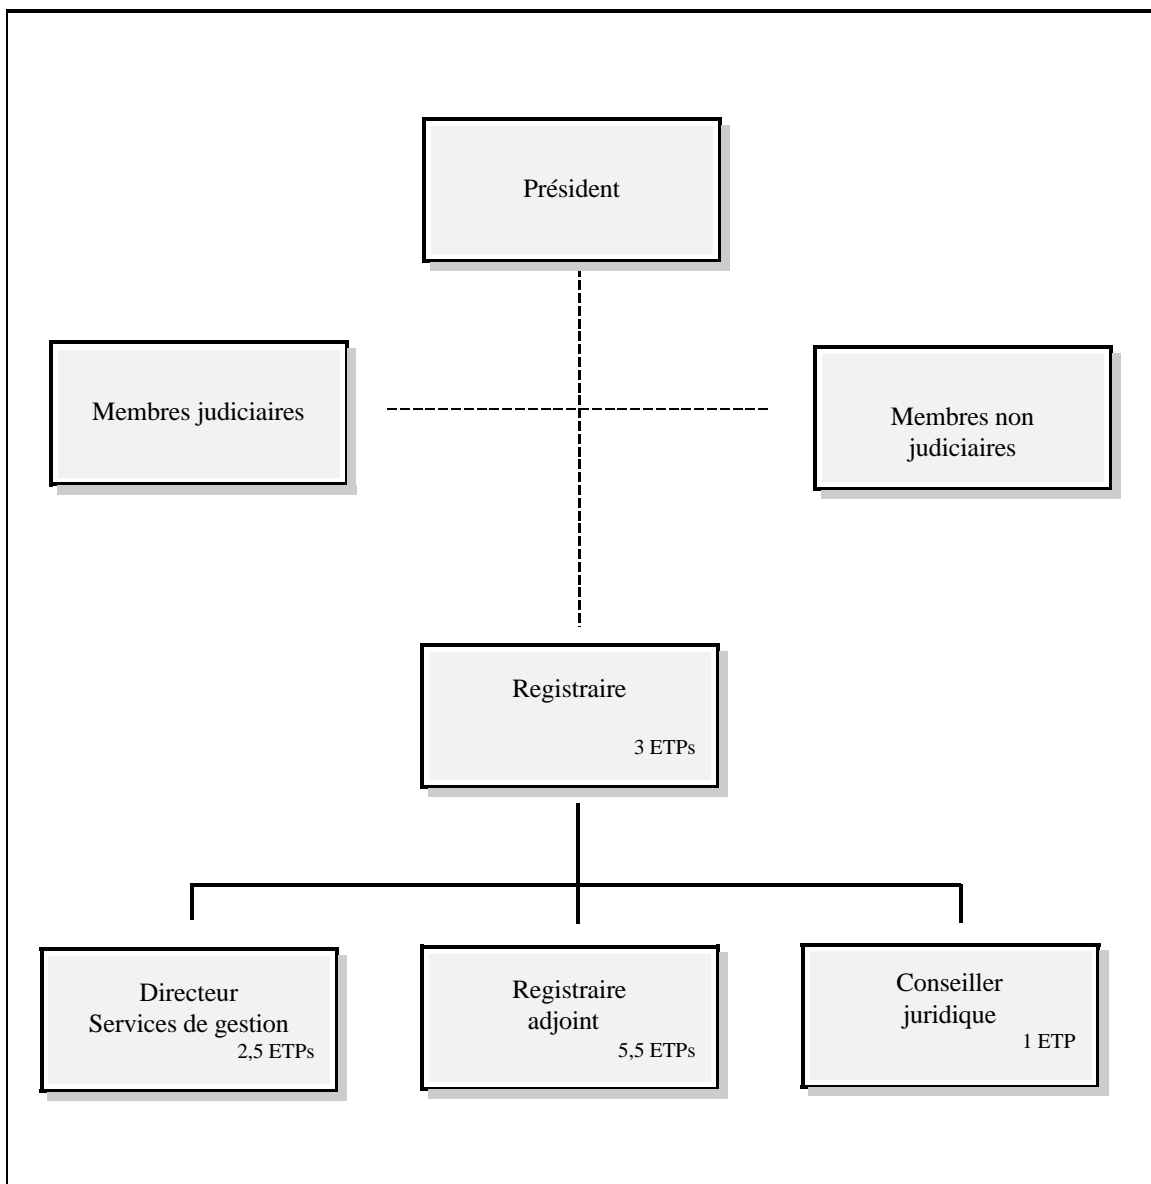 Président
Membres judiciaires
Membres non
judiciaires
Registraire
3 ETPs
Directeur
Services de gestion
2,5 ETPs
Registraire
adjoint
5,5 ETPs
Conseiller
juridique
1 ETP